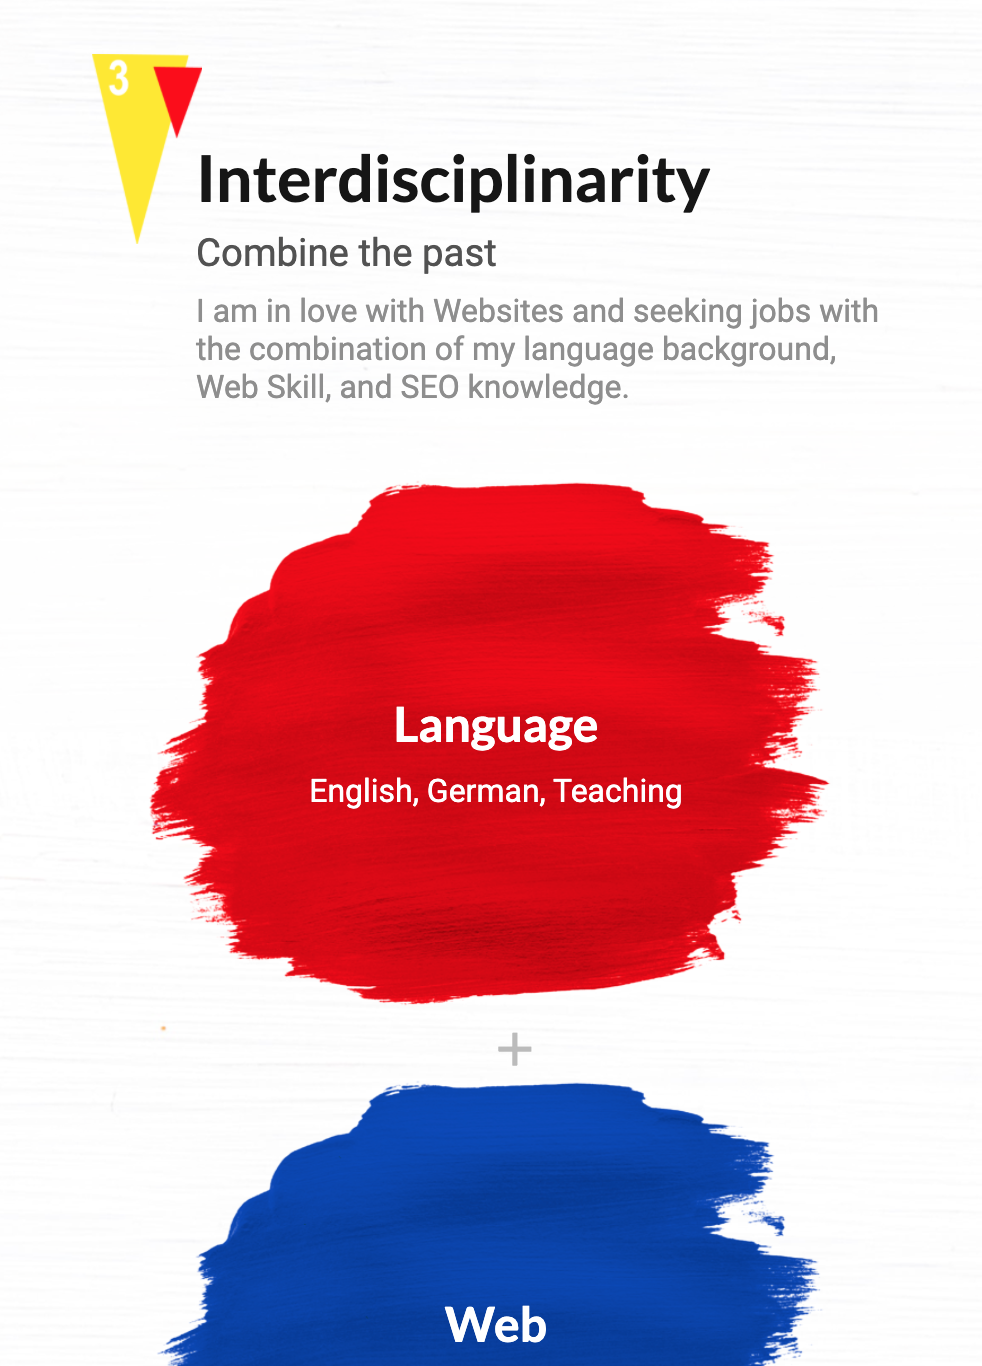 3
Interdisciplinarity
Combine the past
I am in love with Websites and seeking jobs with
the combination of my language background,
Web Skill, and SEO knowledge.
Language
English, German, Teaching
+
Web